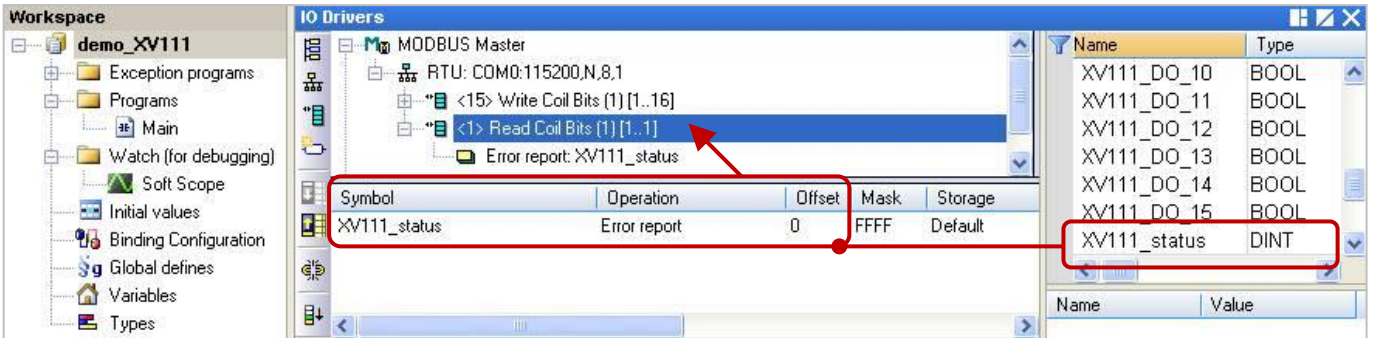 Workspace
demo_XV111
Exception programs
Programs
Main
Watch (for debugging)
Soft Scope
Initial values
Binding Configuration
Global defines
Variables
Types
IO Drivers
MODBUS Master
RTU: COM0:115200,N,8,1
<15> Write Coil Bits (1) [1..16]
<1> Read Coil Bits (1) [1..1]
Error report: XV111_status
Symbol Operation Offset Mask Storage
XV111_status Error report 0 FFFF Default
Name Type
XV111_DO_10 BOOL
XV111_DO_11 BOOL
XV111_DO_12 BOOL
XV111_DO_13 BOOL
XV111_DO_14 BOOL
XV111_DO_15 BOOL
XV111_status DINT
Name Value